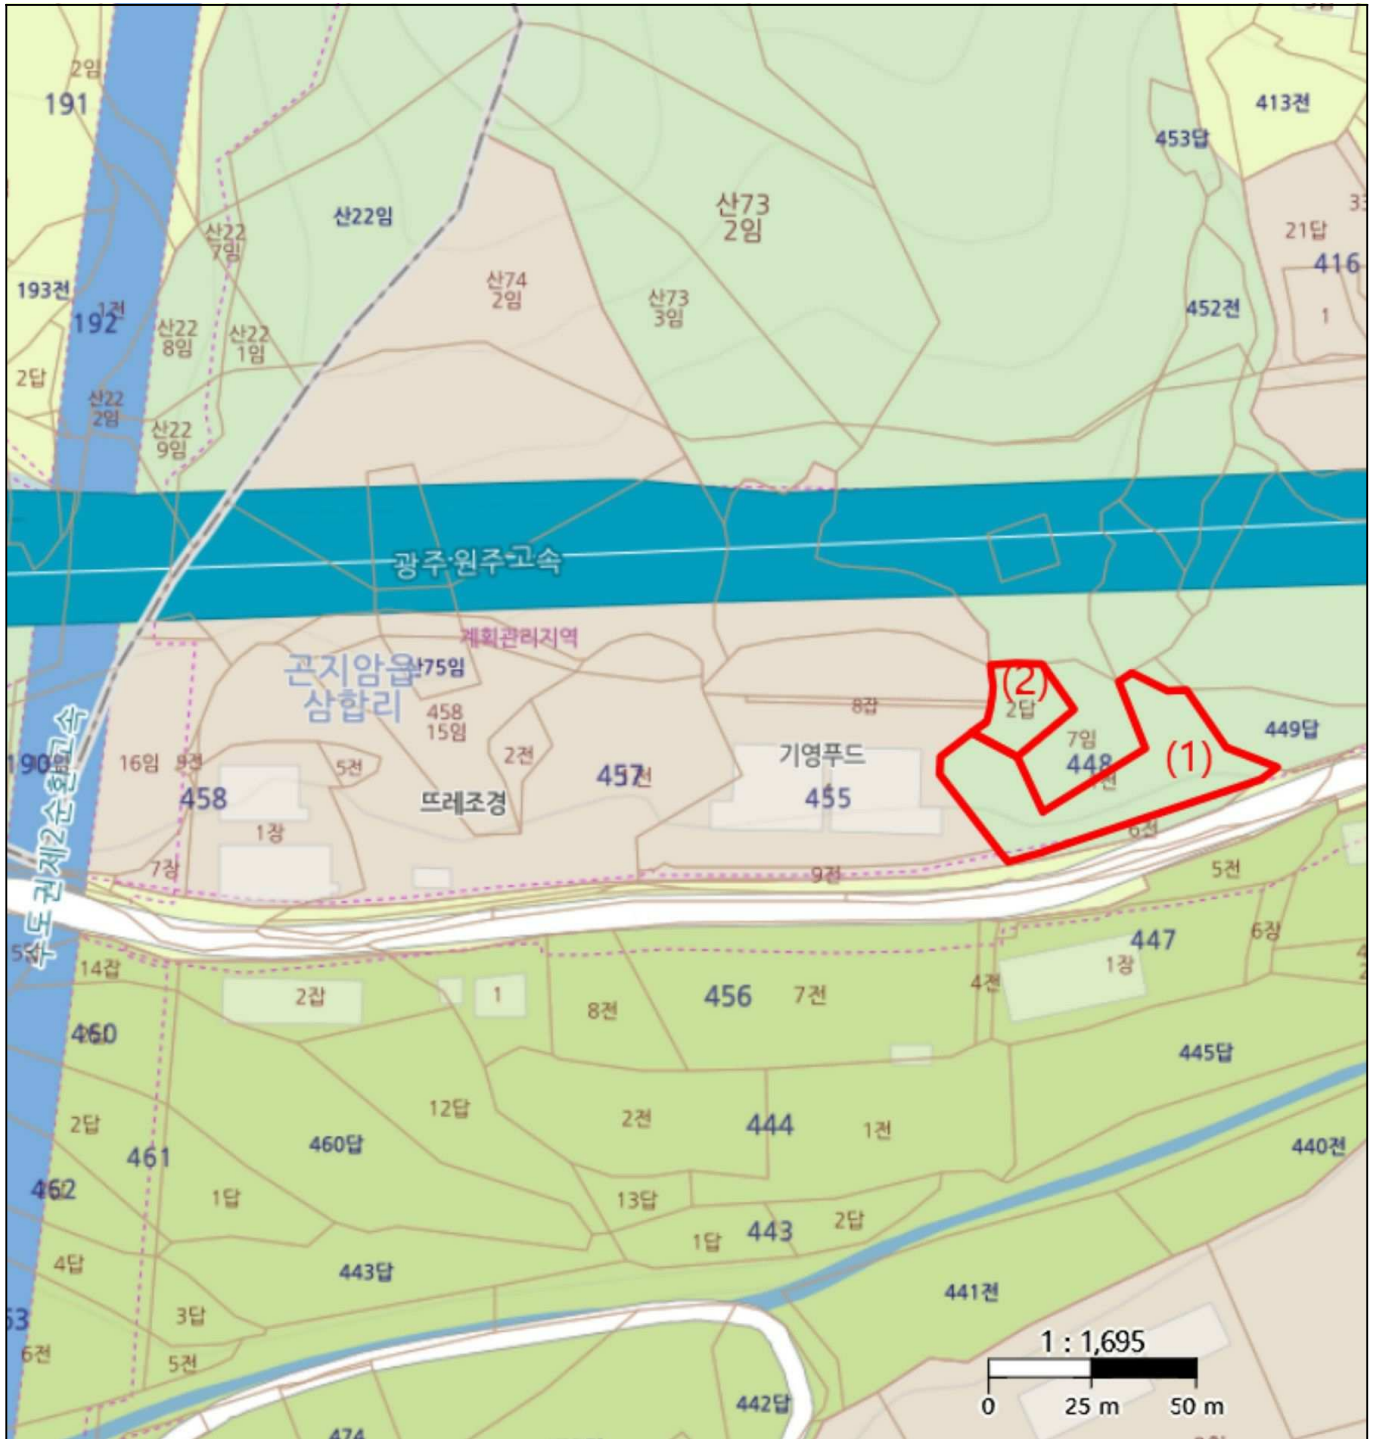 2임
191
413전
453답
산73
2임
산22임
산22
7임
21답
416
산74
2임
산73
3임
193전
1전
192
452전
산22
8임
산22
1임
1
2답
산22
2임
산22
9임
광주·원주고속
계획관리지역
곤지암읍
삼합리
산75임
(2)
2답
458
15임
8잡
449답
7임
(1)
448
기영푸드
2전
16임
9전
5전
457
458
뜨레조경
455
수도권제2순환고속
190
1장
6전
7장
9전
5전
447
6장
1장
14잡
2잡
1
8전
456
7전
4전
460
445답
2답
12답
2전
444
1전
461
460답
440전
462
1답
13답
443
2답
1답
4답
443답
441전
3답
6전
5전
1 : 1,695
0 25 m 50 m
442답
474